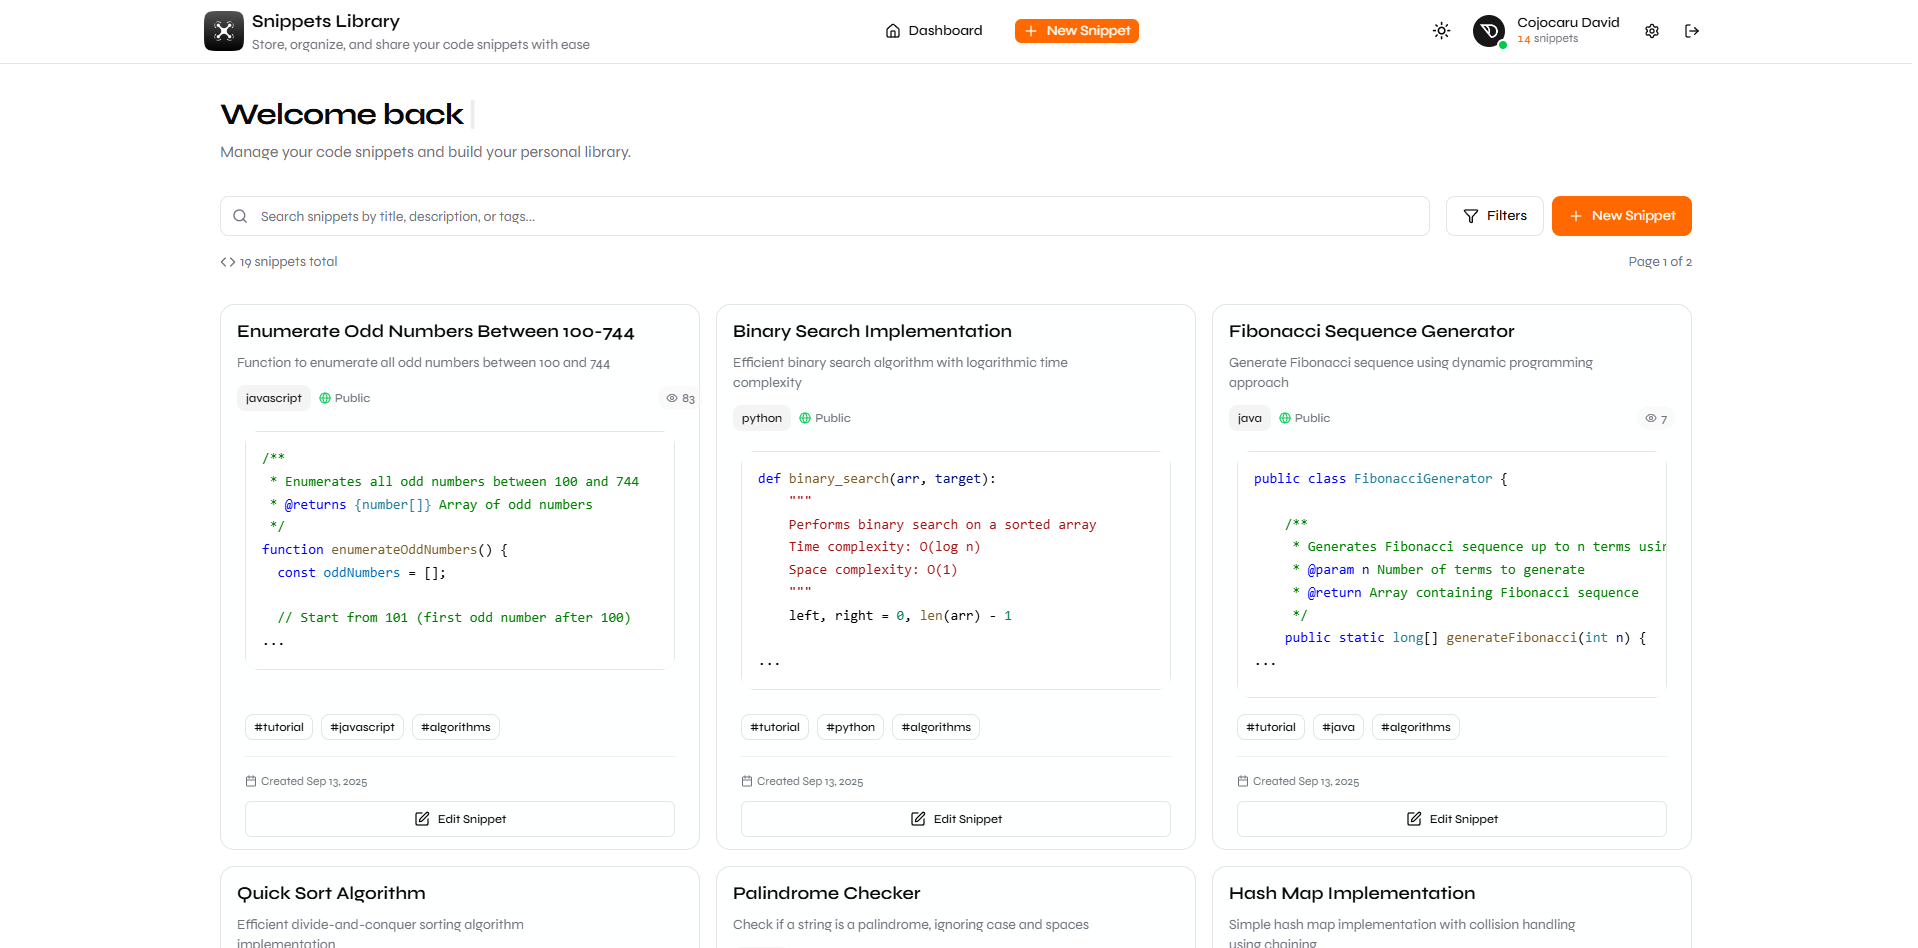 Snippets Library
Store, organize, and share your code snippets with ease
Dashboard
New Snippet
Cojocaru David
14 snippets
Welcome back
Manage your code snippets and build your personal library.
Search snippets by title, description, or tags...
Filters
New Snippet
19 snippets total
Page 1 of 2
Enumerate Odd Numbers Between 100-744
Function to enumerate all odd numbers between 100 and 744
javascript
Public
83
/**
 * Enumerates all odd numbers between 100 and 744
 * @returns {number[]} Array of odd numbers
 */
function enumerateOddNumbers() {
  const oddNumbers = [];
  // Start from 101 (first odd number after 100)
...
#tutorial #javascript #algorithms
Created Sep 13, 2025
Edit Snippet
Binary Search Implementation
Efficient binary search algorithm with logarithmic time
complexity
python
Public
def binary_search(arr, target):
    """
    Performs binary search on a sorted array
    Time complexity: O(log n)
    Space complexity: O(1)
    """
    left, right = 0, len(arr) - 1
...
#tutorial #python #algorithms
Created Sep 13, 2025
Edit Snippet
Fibonacci Sequence Generator
Generate Fibonacci sequence using dynamic programming
approach
java
Public
7
public class FibonacciGenerator {
    /**
     * Generates Fibonacci sequence up to n terms usin
     * @param n Number of terms to generate
     * @return Array containing Fibonacci sequence
     */
    public static long[] generateFibonacci(int n) {
...
#tutorial #java #algorithms
Created Sep 13, 2025
Edit Snippet
Quick Sort Algorithm
Efficient divide-and-conquer sorting algorithm
implementation
Palindrome Checker
Check if a string is a palindrome, ignoring case and spaces
Hash Map Implementation
Simple hash map implementation with collision handling
using chaining